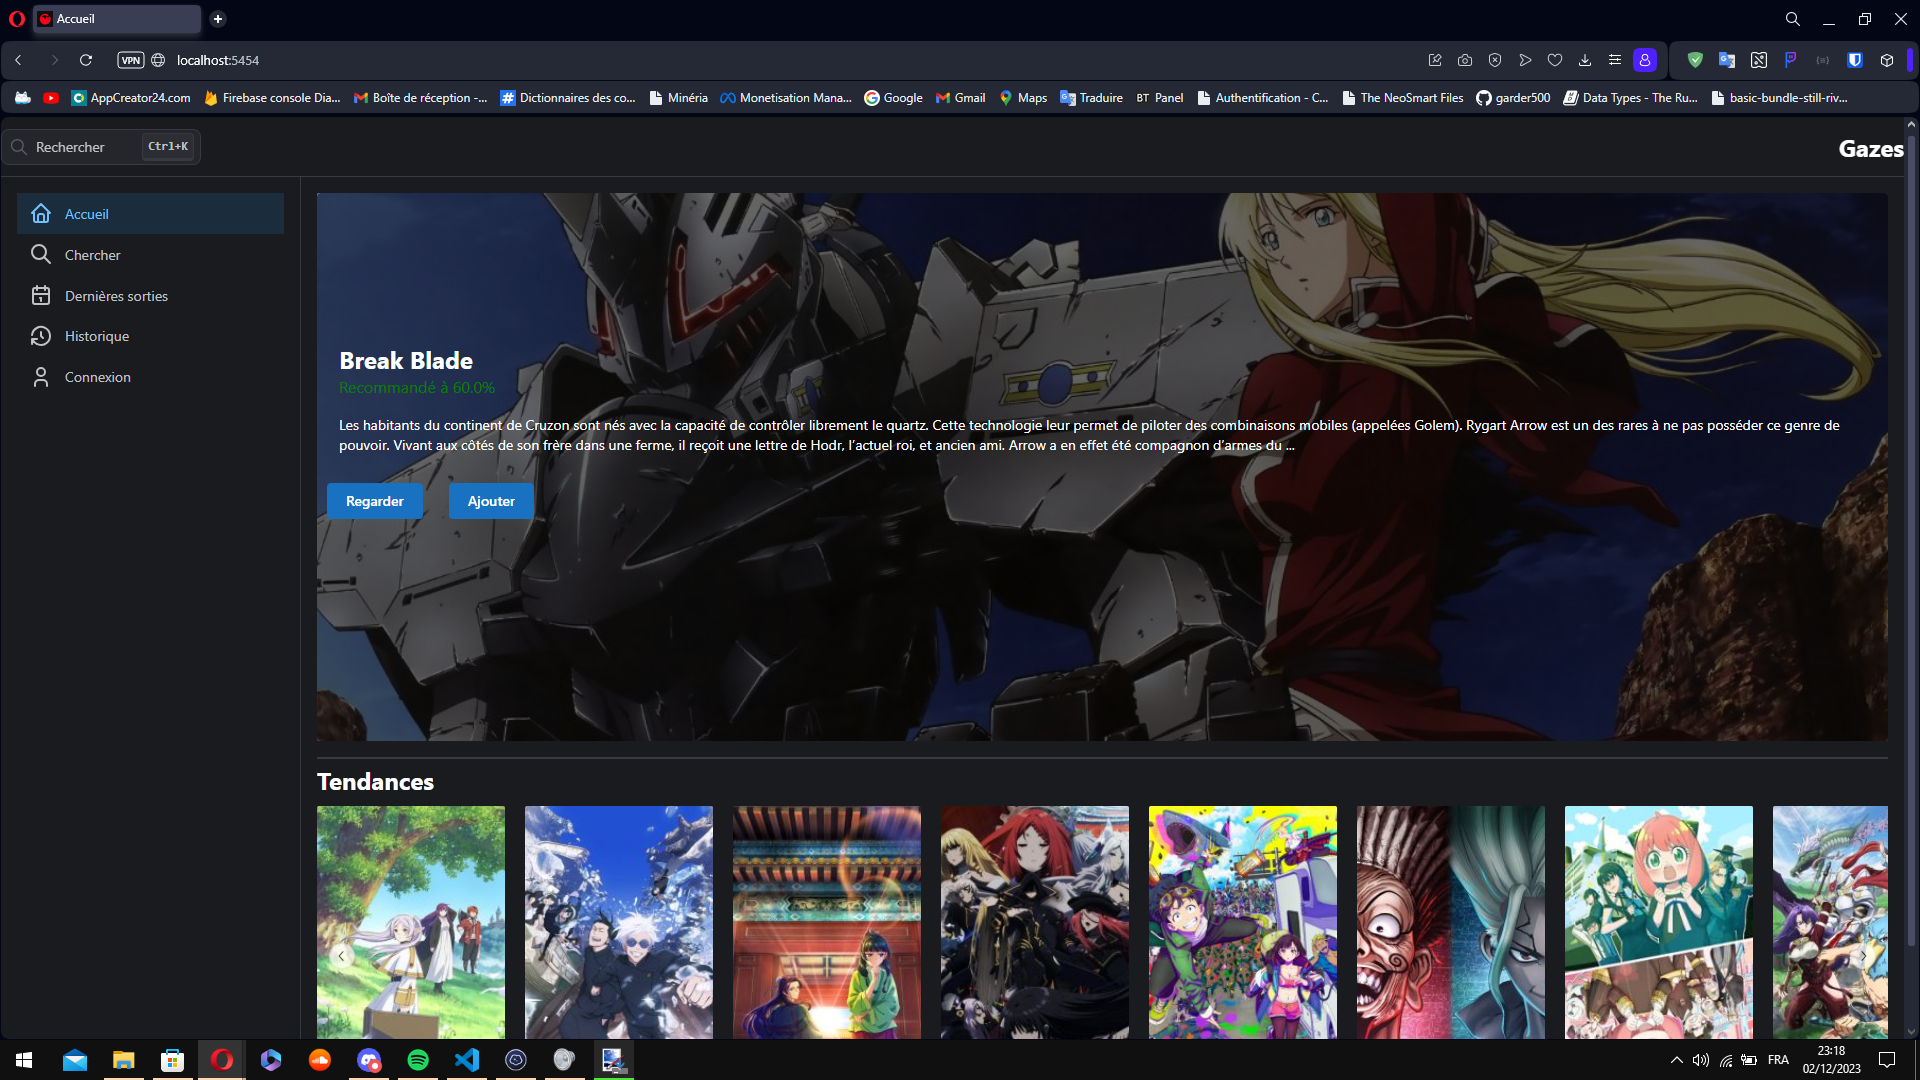 Accueil
VPN
localhost:5454
AppCreator24.com
Firebase console Dia...
Boîte de réception -...
Dictionnaires des co...
Minéria
Monetisation Mana...
Google
Gmail
Maps
Traduire
BT Panel
Authentification - C...
The NeoSmart Files
garder500
Data Types - The Ru...
basic-bundle-still-riv...
Rechercher
Ctrl+K
Gazes
Accueil
Chercher
Dernières sorties
Historique
Connexion
Break Blade
Recommandé à 60.0%
Les habitants du continent de Cruzon sont nés avec la capacité de contrôler librement le quartz. Cette technologie leur permet de piloter des combinaisons mobiles (appelées Golem). Rygart Arrow est un des rares à ne pas posséder ce genre de
pouvoir. Vivant aux côtés de son frère dans une ferme, il reçoit une lettre de Hodr, l’actuel roi, et ancien ami. Arrow a en effet été compagnon d’armes du ...
Regarder
Ajouter
Tendances
FRA
23:18
02/12/2023